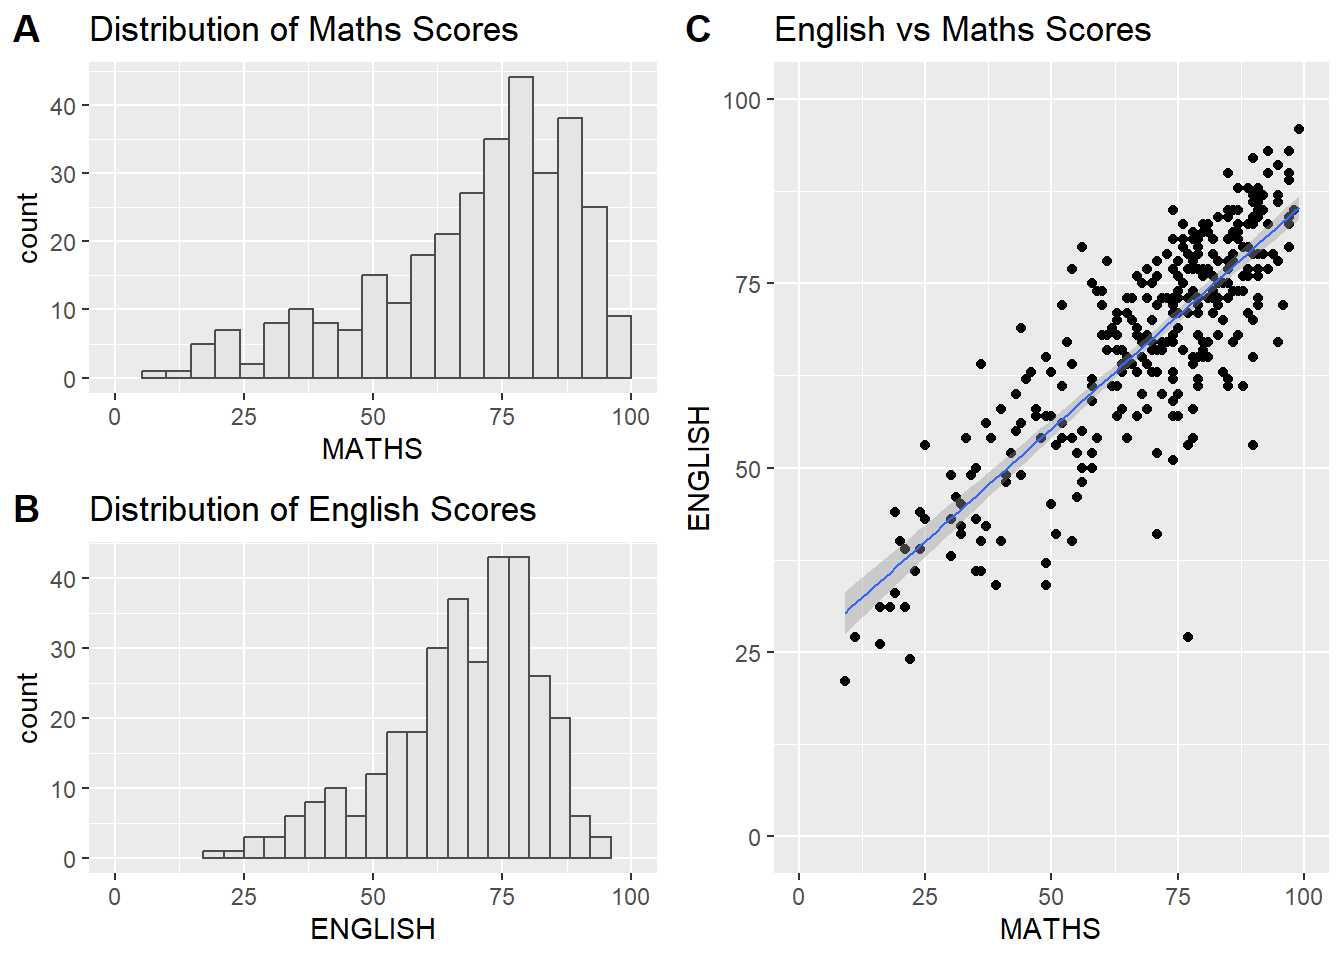 A Distribution of Maths Scores
40
30
20
10
0
count
0 25 50 75 100
MATHS
B Distribution of English Scores
40
30
20
10
0
count
0 25 50 75 100
ENGLISH
C English vs Maths Scores
100
75
50
25
0
ENGLISH
0 25 50 75 100
MATHS